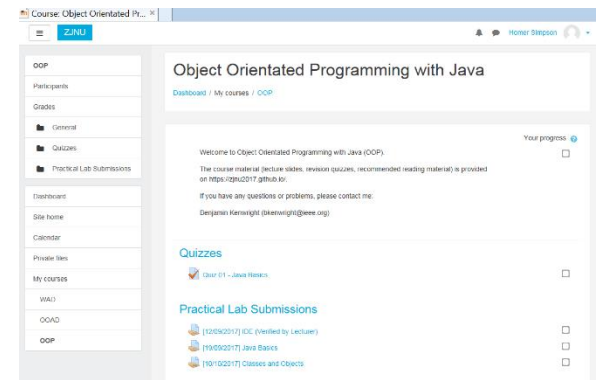 Course: Object Orientated Pr...
ZJNU
Homer Simpson
OOP
Participants
Grades
General
Quizzes
Practical Lab Submissions
Dashboard
Site home
Calendar
Private files
My courses
WAD
OOAD
OOP
Object Orientated Programming with Java
Dashboard / My courses / OOP
Your progress
Welcome to Object Orientated Programming with Java (OOP).
The course material (lecture slides, revision quizzes, recommended reading material) is provided
on https://zjnu2017.github.io/.
If you have any questions or problems, please contact me:
Benjamin Kenwright (bkenwright@ieee.org)
Quizzes
Quiz 01 - Java Basics
Practical Lab Submissions
[12/09/2017] IDE (Verified by Lecturer)
[19/09/2017] Java Basics
[10/10/2017] Classes and Objects